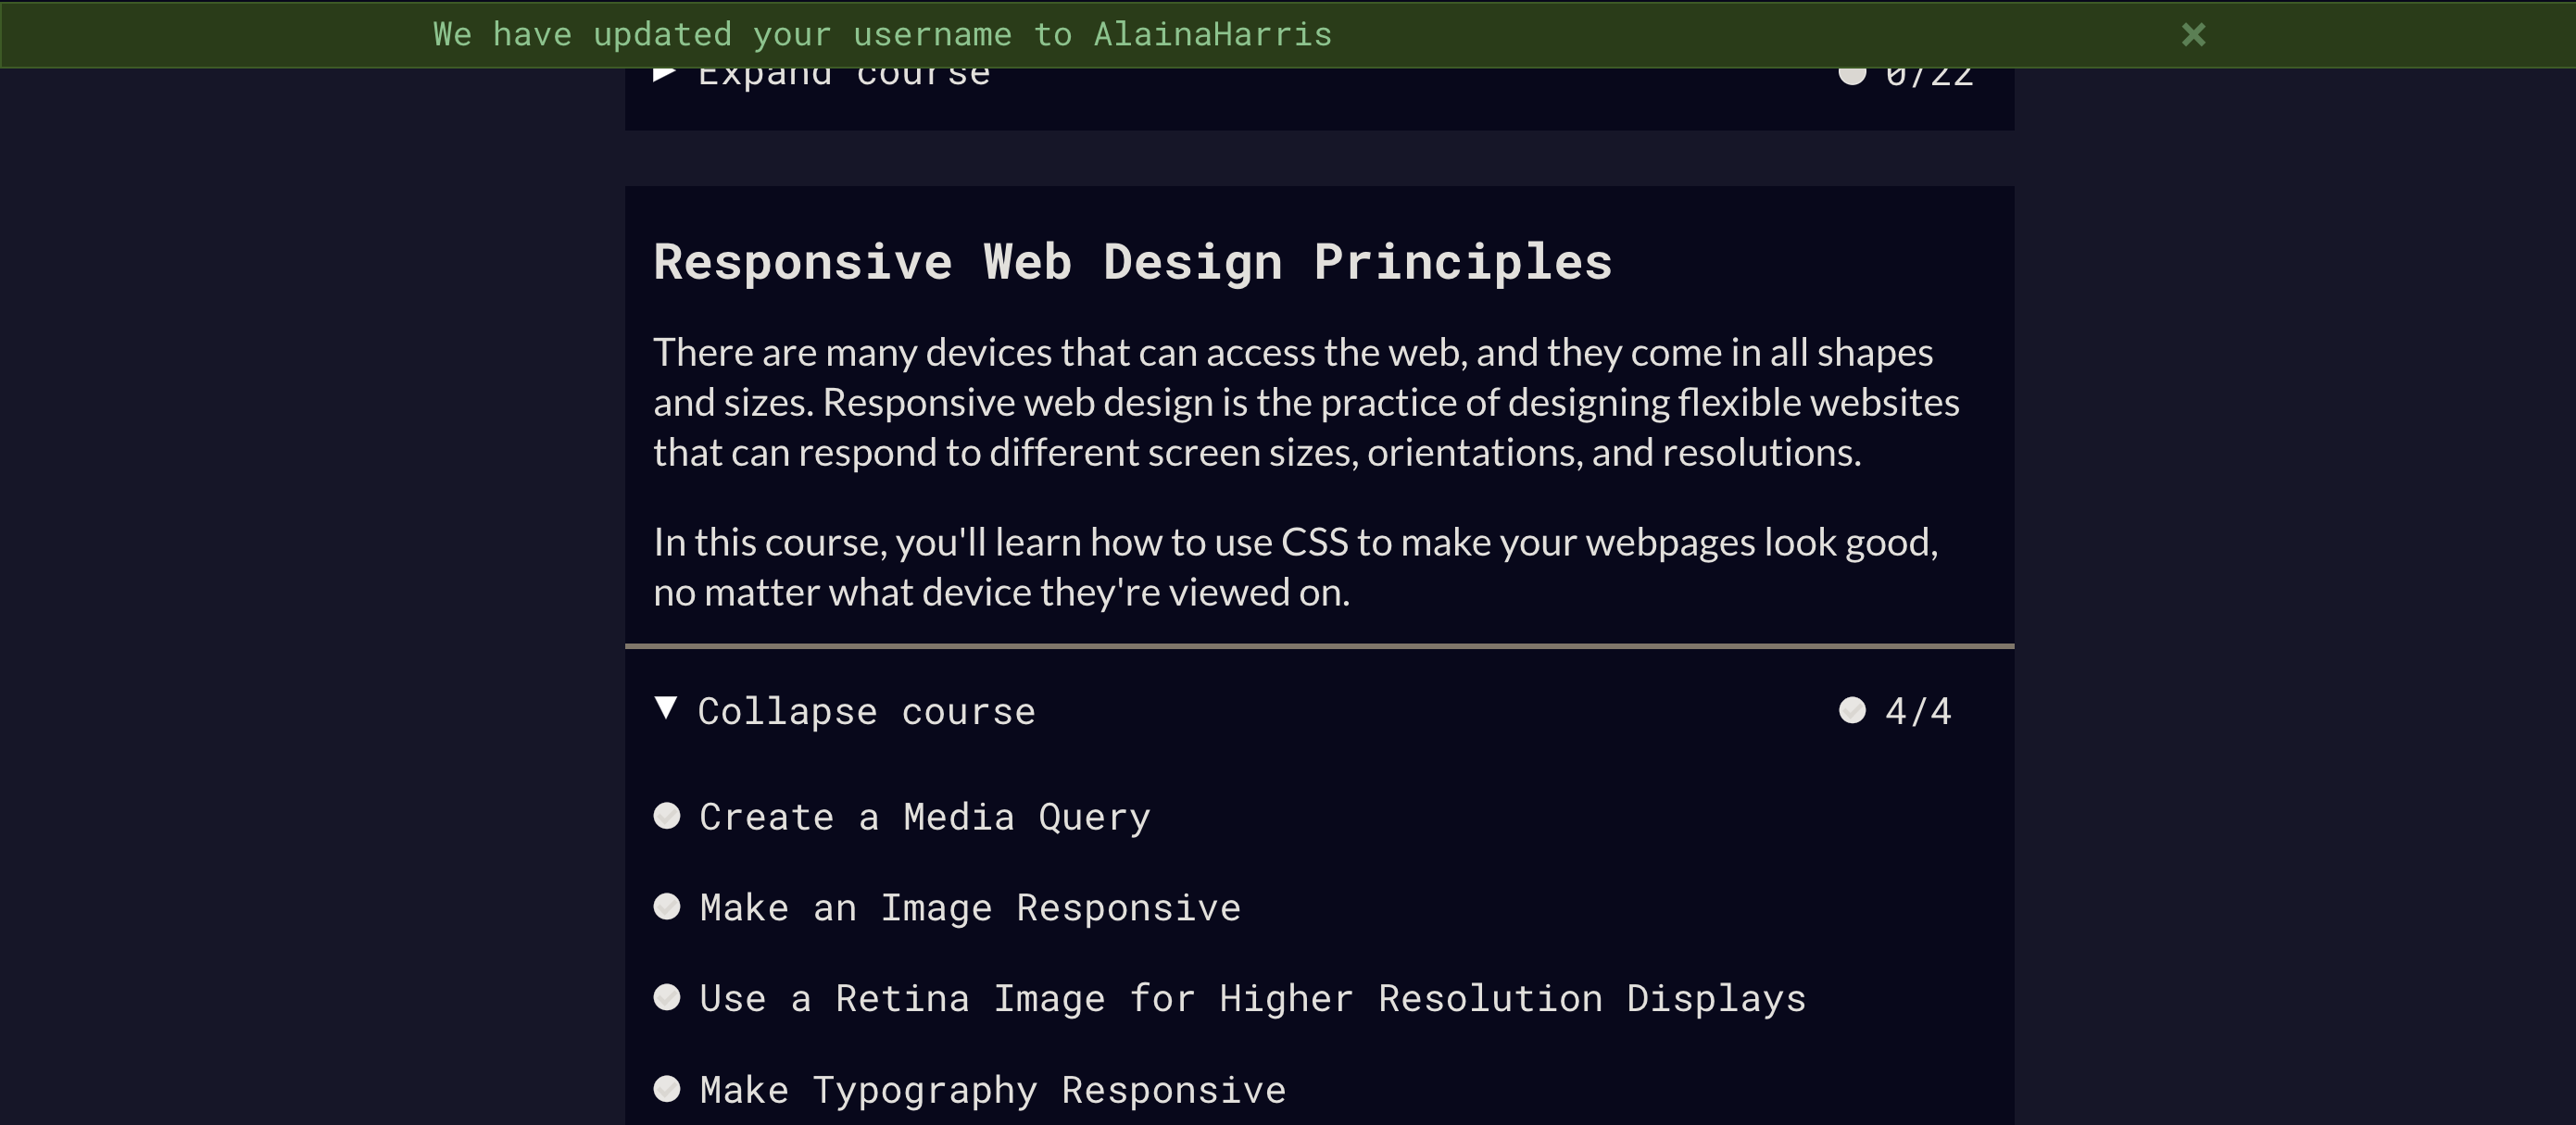 We have updated your username to AlainaHarris
Expand course 0/22
Responsive Web Design Principles
There are many devices that can access the web, and they come in all shapes
and sizes. Responsive web design is the practice of designing flexible websites
that can respond to different screen sizes, orientations, and resolutions.
In this course, you'll learn how to use CSS to make your webpages look good,
no matter what device they're viewed on.
Collapse course 4/4
Create a Media Query
Make an Image Responsive
Use a Retina Image for Higher Resolution Displays
Make Typography Responsive